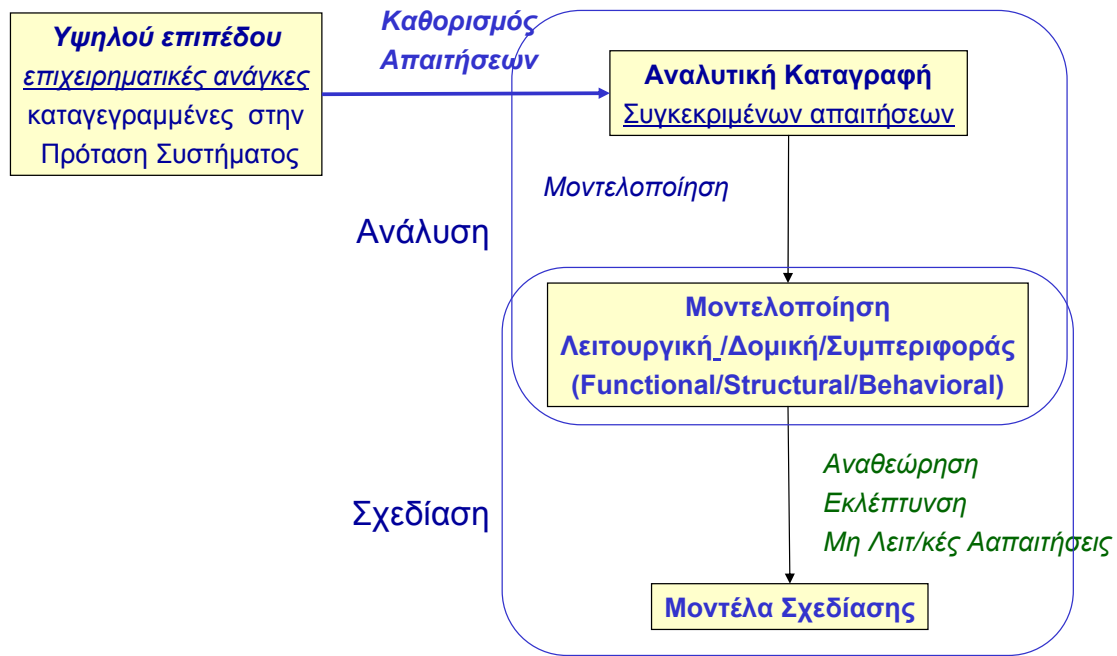 Υψηλού επιπέδου
επιχειρηματικές ανάγκες
καταγεγραμμένες στην
Πρόταση Συστήματος
Καθορισμός
Απαιτήσεων
Αναλυτική Καταγραφή
Συγκεκριμένων απαιτήσεων
Μοντελοποίηση
Ανάλυση
Μοντελοποίηση
Λειτουργική /Δομική/Συμπεριφοράς
(Functional/Structural/Behavioral)
Αναθεώρηση
Εκλέπτυνση
Μη Λειτ/κές Ααπαιτήσεις
Σχεδίαση
Μοντέλα Σχεδίασης